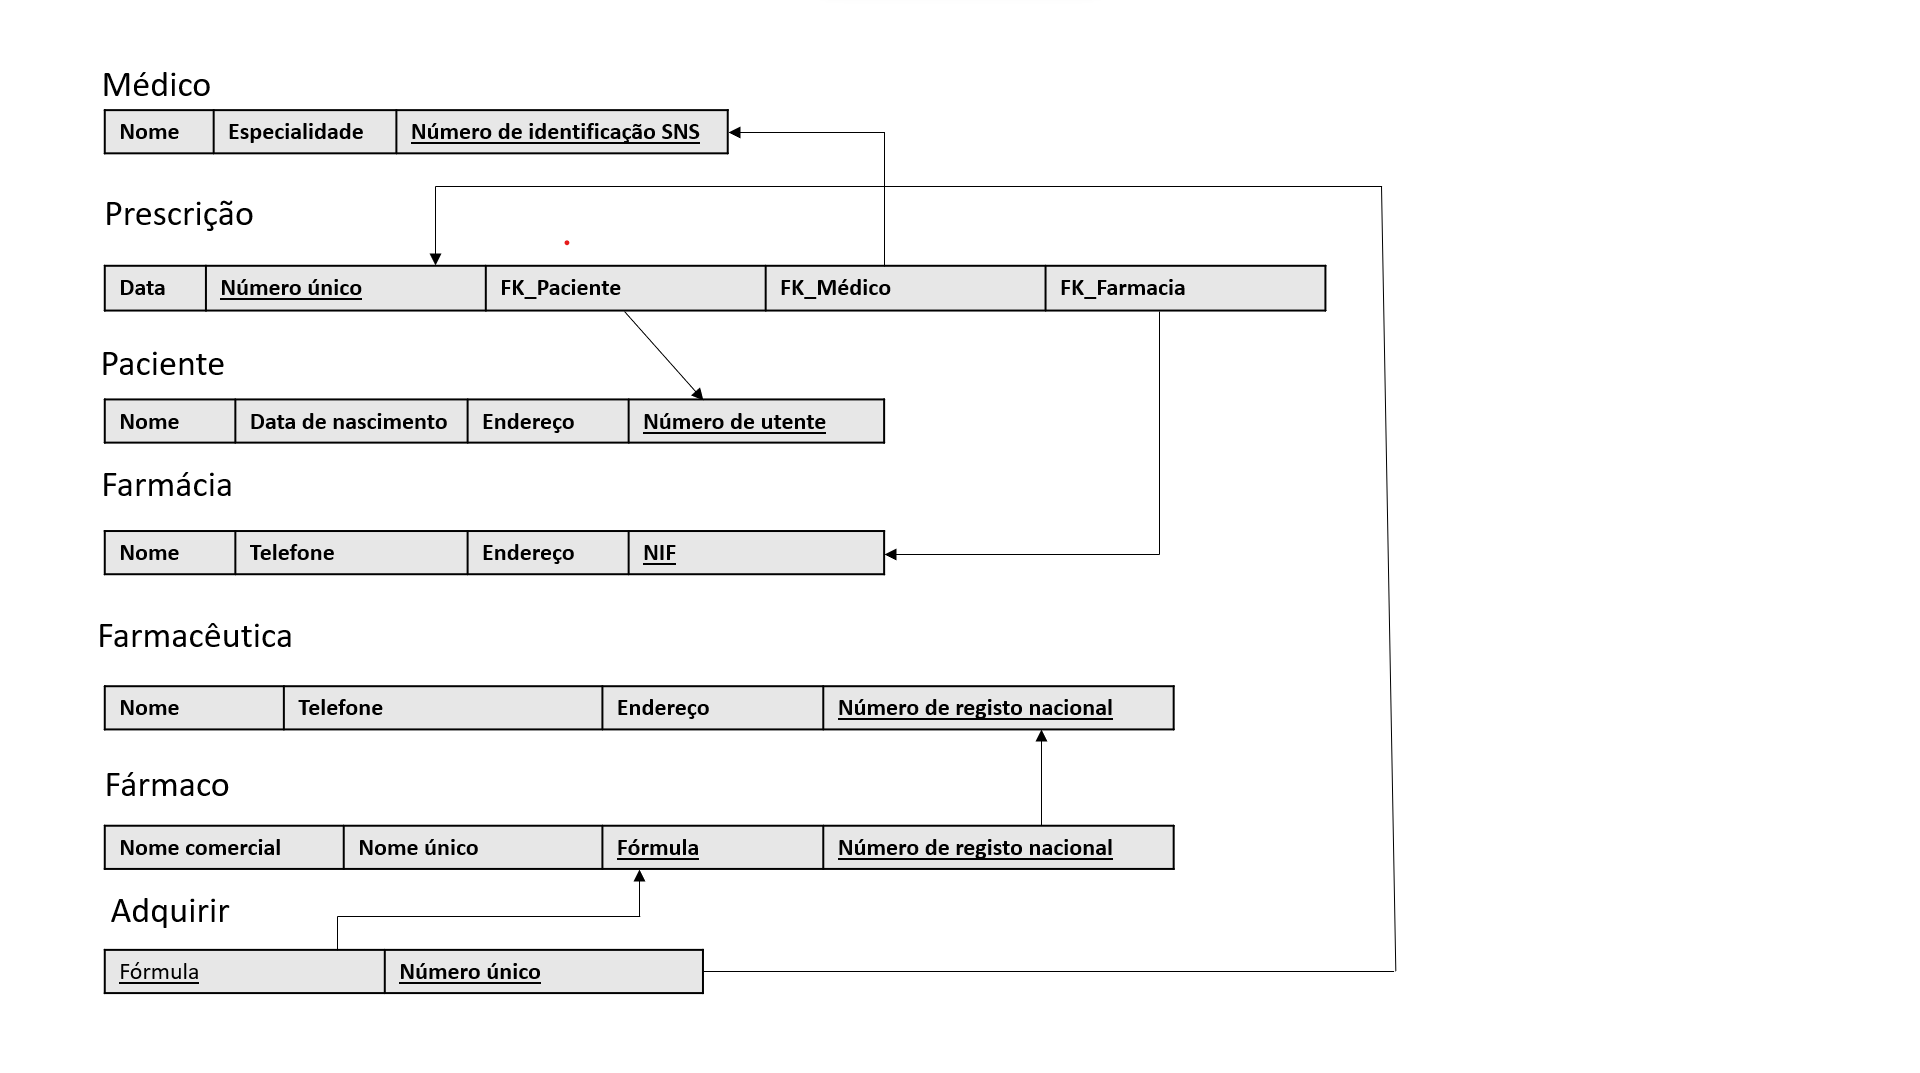 Médico
Nome Especialidade Número de identificação SNS
Prescrição
Data Número único FK_Paciente FK_Médico FK_Farmacia
Paciente
Nome Data de nascimento Endereço Número de utente
Farmácia
Nome Telefone Endereço NIF
Farmacêutica
Nome Telefone Endereço Número de registo nacional
Fármaco
Nome comercial Nome único Fórmula Número de registo nacional
Adquirir
Fórmula Número único